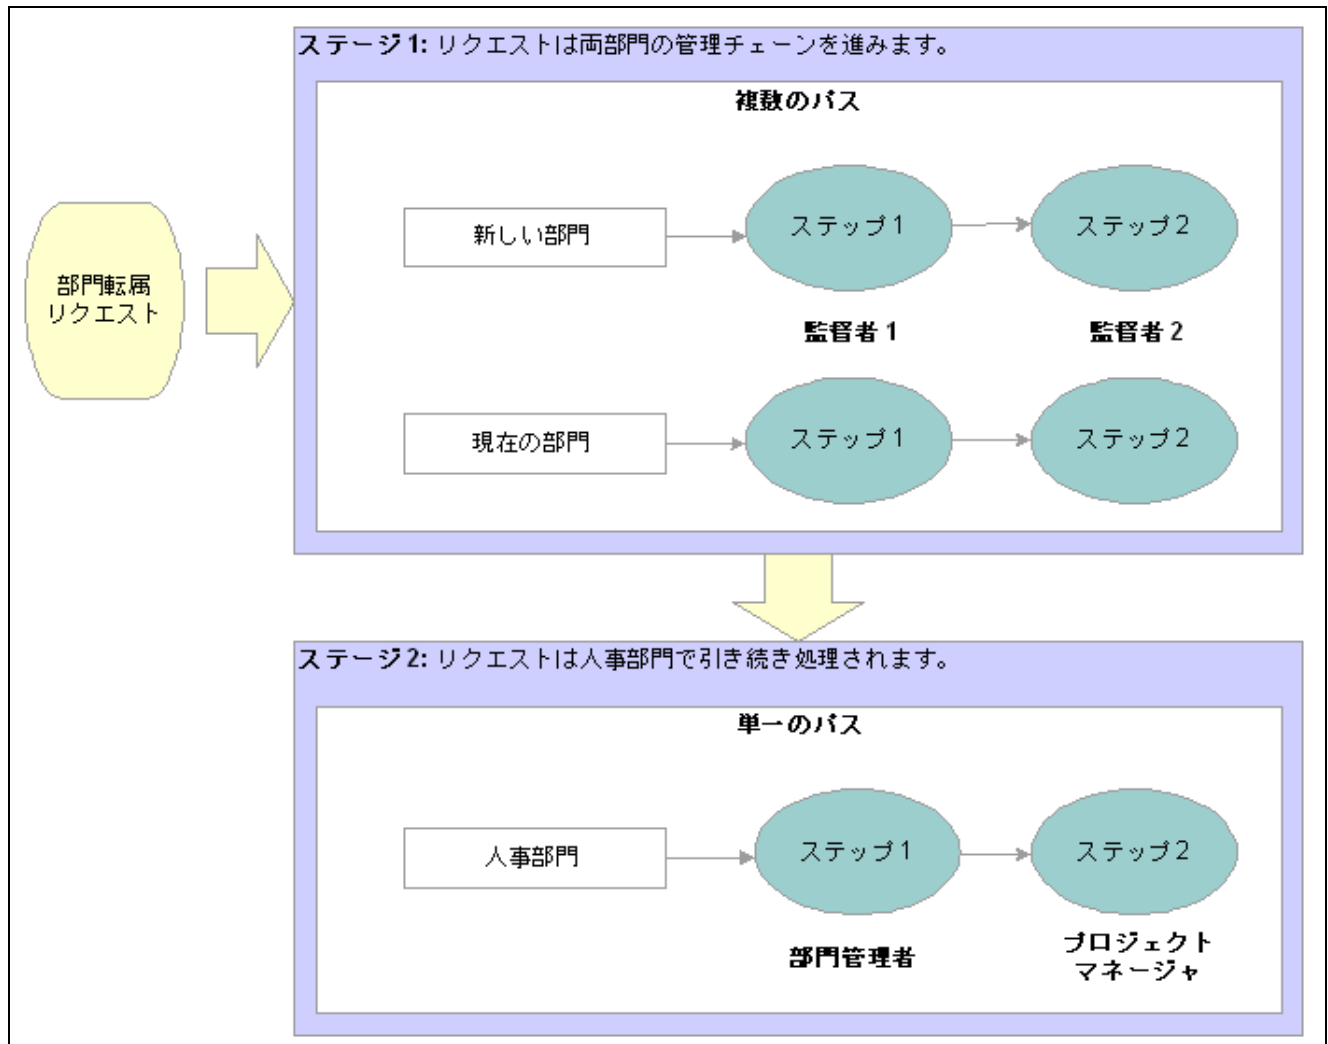 ステージ1: リクエストは両部門の管理チェーンを進みます。
複数のパス
部門転属
リクエスト
新しい部門
ステップ1
ステップ2
監督者1
監督者2
現在の部門
ステップ1
ステップ2
ステージ2: リクエストは人事部門で引き続き処理されます。
単一のパス
人事部門
ステップ1
ステップ2
部門管理者
プロジェクト
マネージャ